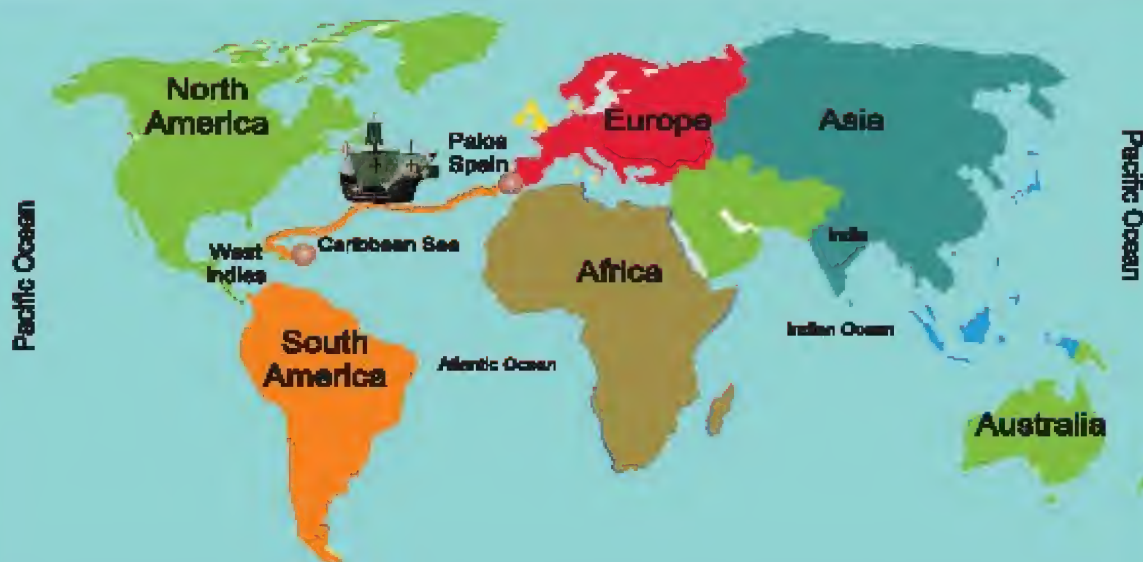 North
America
Palos
Spain
Europe
Asia
Pacific Ocean
Pacific Ocean
West
Indies
Caribbean Sea
Africa
India
Indian Ocean
South
America
Atlantic Ocean
Australia